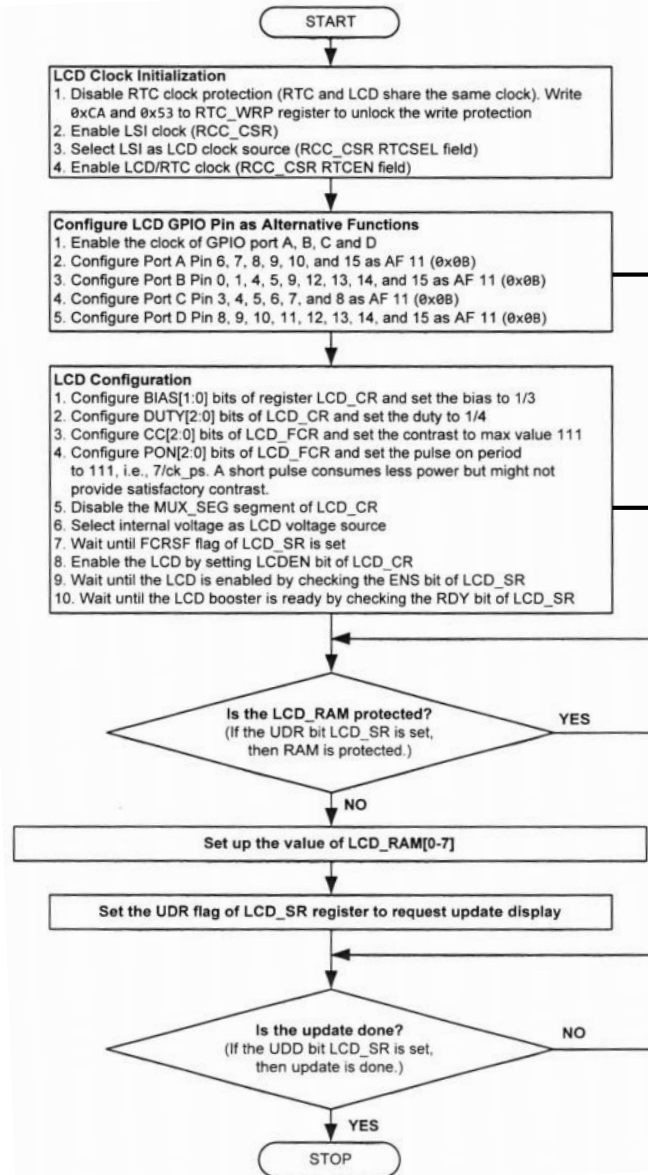 START
LCD Clock Initialization
1. Disable RTC clock protection (RTC and LCD share the same clock). Write
0xCA and 0x53 to RTC_WRP register to unlock the write protection
2. Enable LSI clock (RCC_CSR)
3. Select LSI as LCD clock source (RCC_CSR RTCSEL field)
4. Enable LCD/RTC clock (RCC_CSR RTCEN field)
Configure LCD GPIO Pin as Alternative Functions
1. Enable the clock of GPIO port A, B, C and D
2. Configure Port A Pin 6, 7, 8, 9, 10, and 15 as AF 11 (0x0B)
3. Configure Port B Pin 0, 1, 4, 5, 9, 12, 13, 14, and 15 as AF 11 (0x0B)
4. Configure Port C Pin 3, 4, 5, 6, 7, and 8 as AF 11 (0x0B)
5. Configure Port D Pin 8, 9, 10, 11, 12, 13, 14, and 15 as AF 11 (0x0B)
LCD Configuration
1. Configure BIAS[1:0] bits of register LCD_CR and set the bias to 1/3
2. Configure DUTY[2:0] bits of LCD_CR and set the duty to 1/4
3. Configure CC[2:0] bits of LCD_FCR and set the contrast to max value 111
4. Configure PON[2:0] bits of LCD_FCR and set the pulse on period
to 111, i.e., 7/ck_ps. A short pulse consumes less power but might not
provide satisfactory contrast.
5. Disable the MUX_SEG segment of LCD_CR
6. Select internal voltage as LCD voltage source
7. Wait until FCRSF flag of LCD_SR is set
8. Enable the LCD by setting LCDEN bit of LCD_CR
9. Wait until the LCD is enabled by checking the ENS bit of LCD_SR
10. Wait until the LCD booster is ready by checking the RDY bit of LCD_SR
Is the LCD_RAM protected?
(If the UDR bit LCD_SR is set,
then RAM is protected.)
YES
NO
Set up the value of LCD_RAM[0-7]
Set the UDR flag of LCD_SR register to request update display
Is the update done?
(If the UDD bit LCD_SR is set,
then update is done.)
NO
YES
STOP